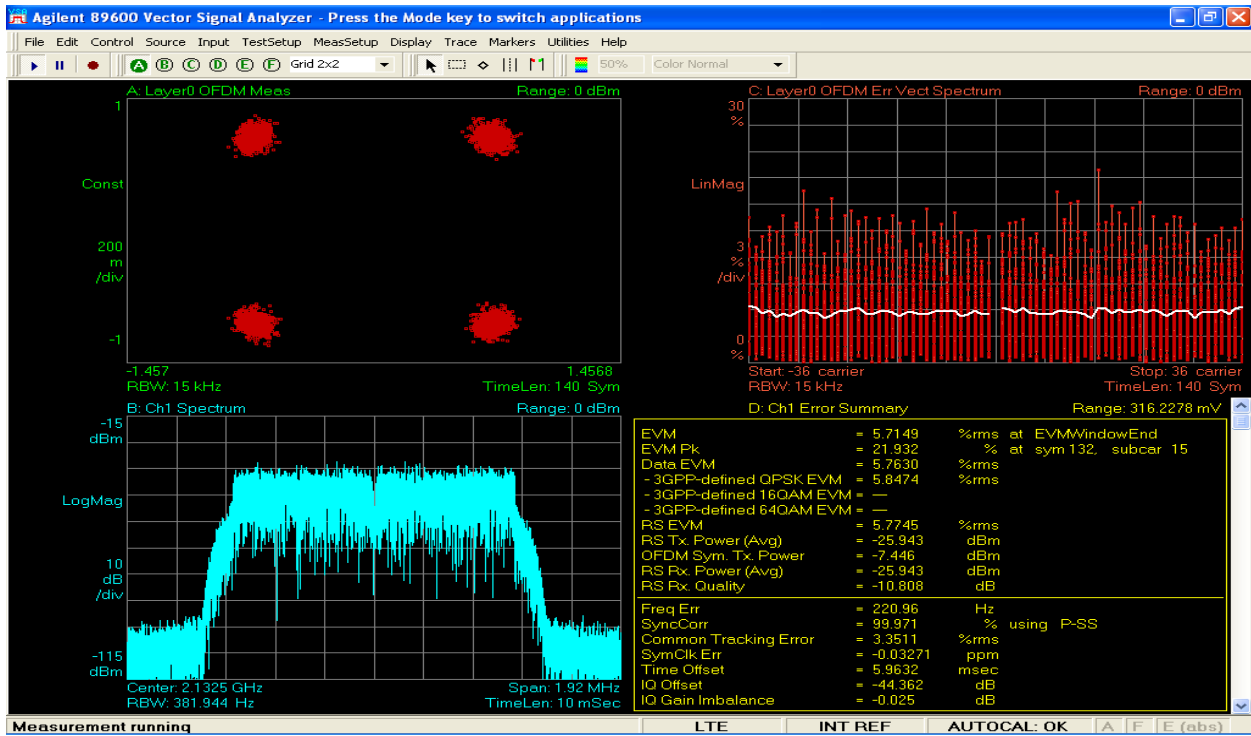 Agilent 89600 Vector Signal Analyzer - Press the Mode key to switch applications
File Edit Control Source Input TestSetup MeasSetup Display Trace Markers Utilities Help
A B C D E F Grid 2x2 50% Color Normal
A: Layer0 OFDM Meas Range: 0 dBm
1
Const
200
m
/div
-1
-1.457 1.4568
RBW: 15 kHz TimeLen: 140 Sym
C: Layer0 OFDM Err Vect Spectrum Range: 0 dBm
30
%
LinMag
3
%
/div
0
%
Start: -36 carrier Stop: 36 carrier
RBW: 15 kHz TimeLen: 140 Sym
B: Ch1 Spectrum Range: 0 dBm
-15
dBm
LogMag
10
dB
/div
-115
dBm
Center: 2.1325 GHz Span: 1.92 MHz
RBW: 381.944 Hz TimeLen: 10 mSec
D: Ch1 Error Summary Range: 316.2278 mV
EVM = 5.7149 %rms at EVMWindowEnd
EVM Pk = 21.932 % at sym 132, subcar 15
Data EVM = 5.7630 %rms
- 3GPP-defined QPSK EVM = 5.8474 %rms
- 3GPP-defined 16QAM EVM = —
- 3GPP-defined 64QAM EVM = —
RS EVM = 5.7745 %rms
RS Tx. Power (Avg) = -25.943 dBm
OFDM Sym. Tx. Power = -7.446 dBm
RS Rx. Power (Avg) = -25.943 dBm
RS Rx. Quality = -10.808 dB
Freq Err = 220.96 Hz
SyncCorr = 99.971 % using P-SS
Common Tracking Error = 3.3511 %rms
SymClk Err = -0.03271 ppm
Time Offset = 5.9632 msec
IQ Offset = -44.362 dB
IQ Gain Imbalance = -0.025 dB
Measurement running LTE INT REF AUTOCAL: OK A F E (abs)